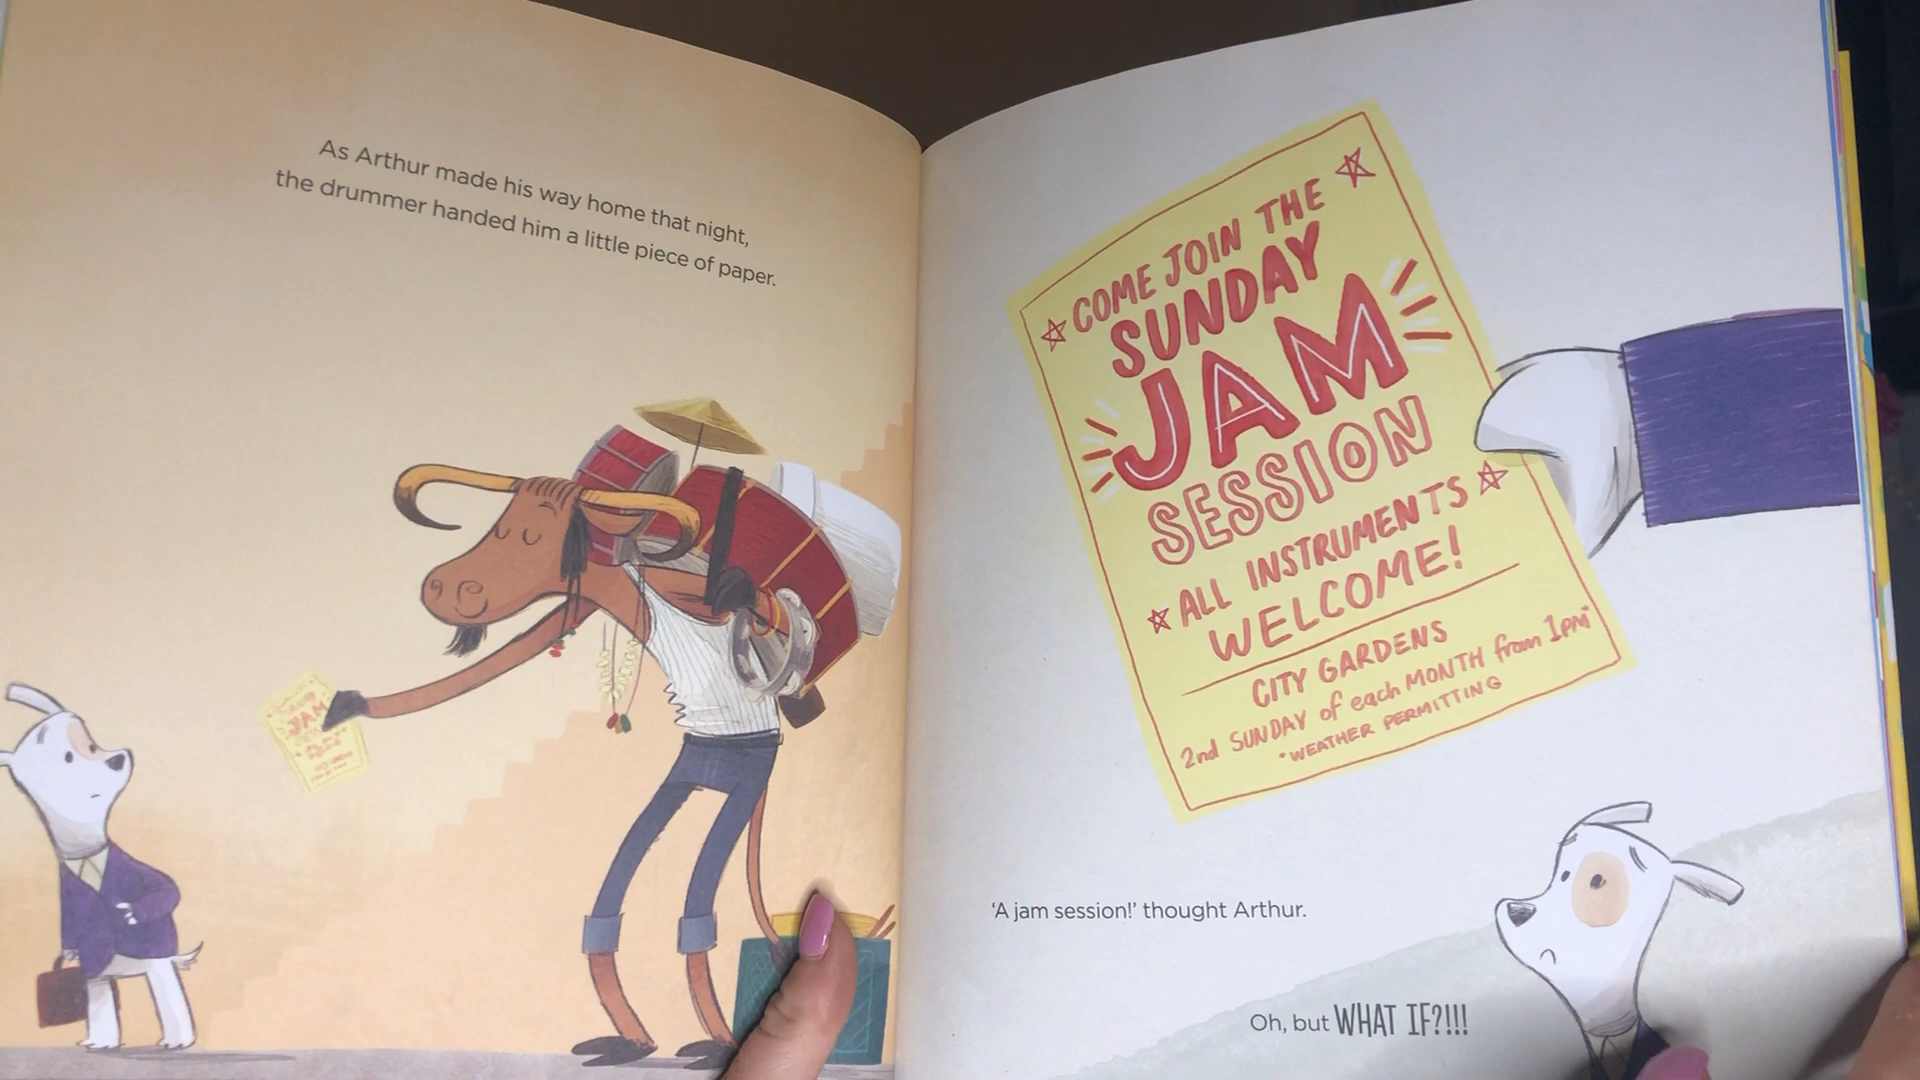 As Arthur made his way home that night,
the drummer handed him a little piece of paper.
COME JOIN THE
SUNDAY
JAM
SESSION
ALL INSTRUMENTS
WELCOME!
CITY GARDENS
2nd SUNDAY of each MONTH from 1PM*
*WEATHER PERMITTING
'A jam session!' thought Arthur.
Oh, but WHAT IF?!!!